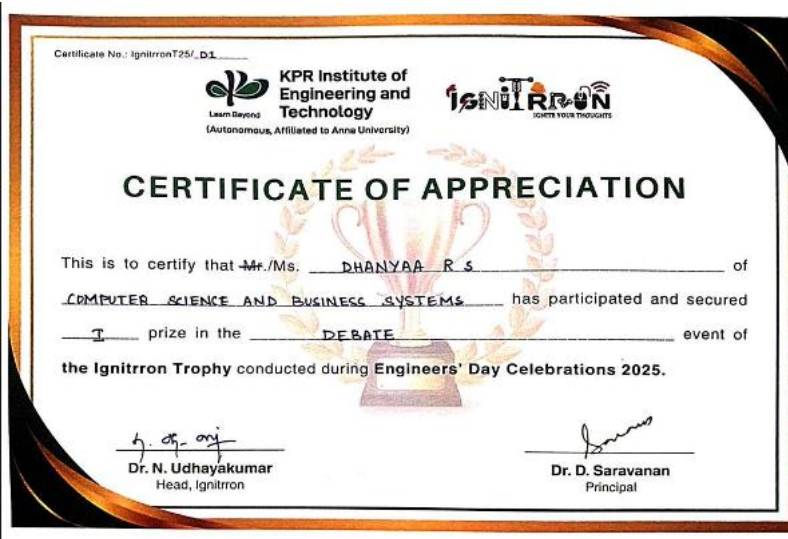 Certificate No.: IgnitrronT25/ D1
KPR Institute of
Engineering and
Technology
Learn Beyond
(Autonomous, Affiliated to Anna University)
IGNITRRON
IGNITE YOUR THOUGHTS
CERTIFICATE OF APPRECIATION
This is to certify that Mr./Ms. DHANYAA R S of
COMPUTER SCIENCE AND BUSINESS SYSTEMS has participated and secured
I prize in the DEBATE event of
the Ignitrron Trophy conducted during Engineers' Day Celebrations 2025.
Dr. N. Udhayakumar
Head, Ignitrron
Dr. D. Saravanan
Principal